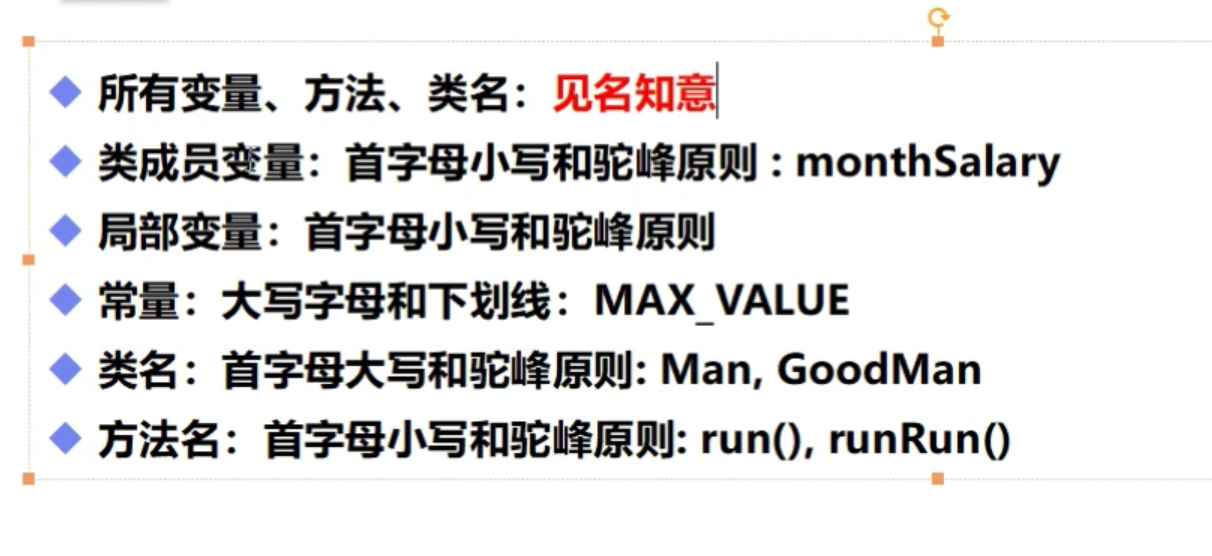 所有变量、方法、类名：见名知意
类成员变量：首字母小写和驼峰原则 : monthSalary
局部变量：首字母小写和驼峰原则
常量：大写字母和下划线：MAX_VALUE
类名：首字母大写和驼峰原则: Man, GoodMan
方法名：首字母小写和驼峰原则: run(), runRun()